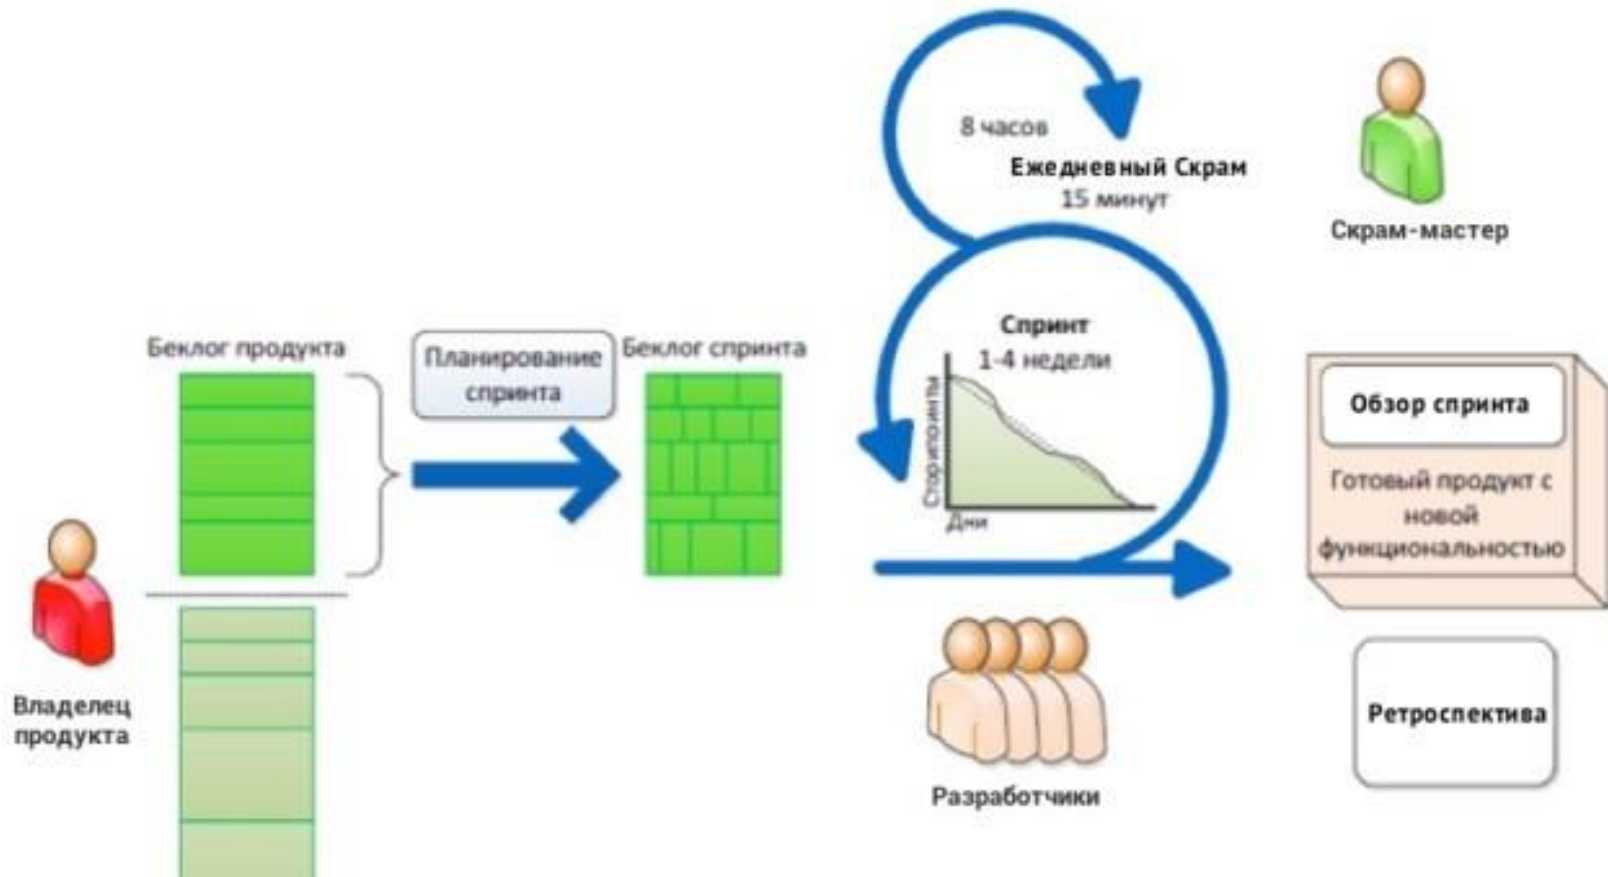 8 часов
Ежедневный Скрам
15 минут
Скрам-мастер
Беклог продукта
Планирование
спринта
Беклог спринта
Спринт
1-4 недели
Сторипоинты
Дни
Обзор спринта
Готовый продукт с
новой
функциональностью
Владелец
продукта
Разработчики
Ретроспектива